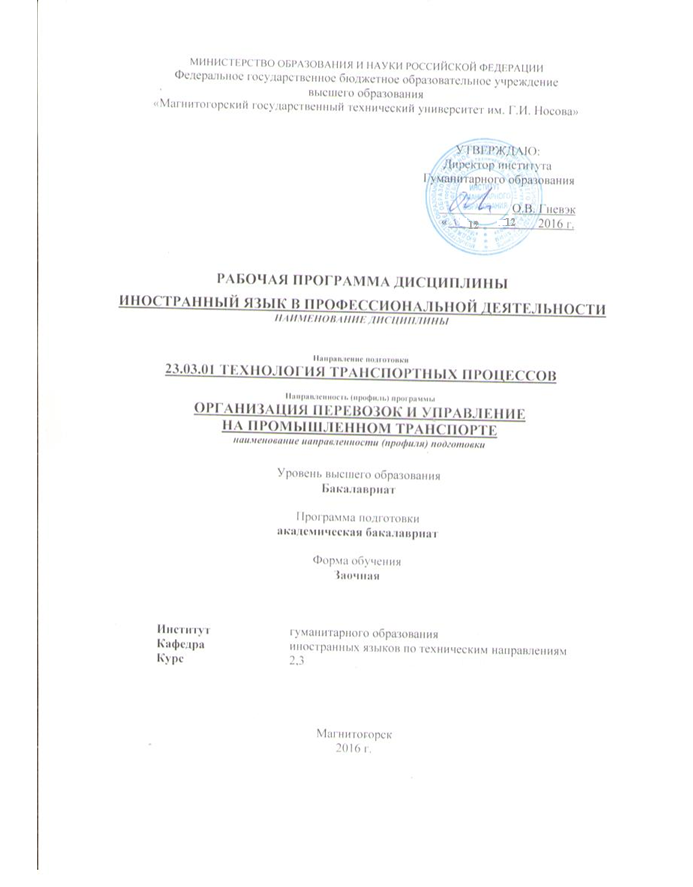 МИНИСТЕРСТВО ОБРАЗОВАНИЯ И НАУКИ РОССИЙСКОЙ ФЕДЕРАЦИИ
Федеральное государственное бюджетное образовательное учреждение
высшего образования
«Магнитогорский государственный технический университет им. Г.И. Носова»
УТВЕРЖДАЮ:
Директор института
Гуманитарного образования
О.В. Гневэк
« 12 . 12 2016 г.
РАБОЧАЯ ПРОГРАММА ДИСЦИПЛИНЫ
ИНОСТРАННЫЙ ЯЗЫК В ПРОФЕССИОНАЛЬНОЙ ДЕЯТЕЛЬНОСТИ
НАИМЕНОВАНИЕ ДИСЦИПЛИНЫ
Направление подготовки
23.03.01 ТЕХНОЛОГИЯ ТРАНСПОРТНЫХ ПРОЦЕССОВ
Направленность (профиль) программы
ОРГАНИЗАЦИЯ ПЕРЕВОЗОК И УПРАВЛЕНИЕ
НА ПРОМЫШЛЕННОМ ТРАНСПОРТЕ
наименование направленности (профиля) подготовки
Уровень высшего образования
Бакалавриат
Программа подготовки
академическая бакалавриат
Форма обучения
Заочная
Институт гуманитарного образования
Кафедра иностранных языков по техническим направлениям
Курс 2,3
Магнитогорск
2016 г.